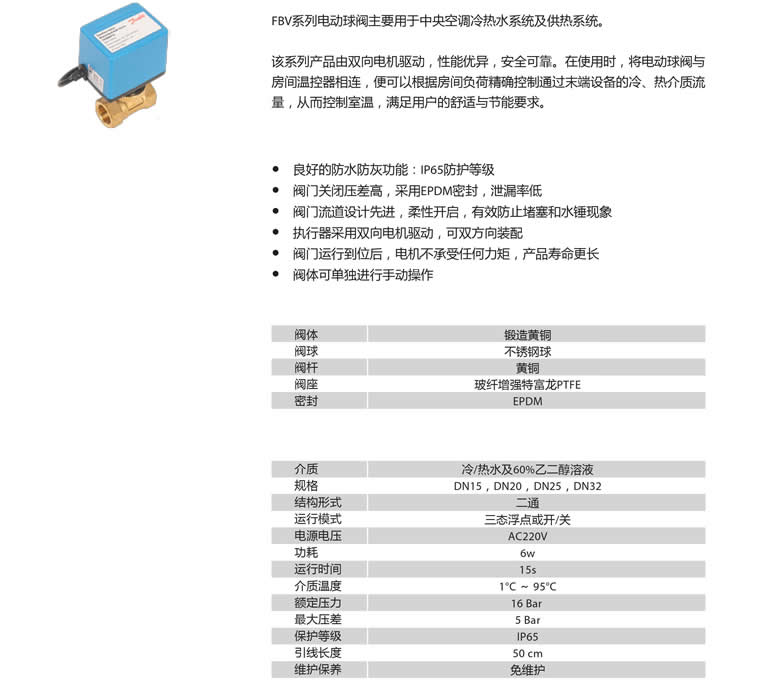 Danfoss
FBV系列电动球阀主要用于中央空调冷热水系统及供热系统。
该系列产品由双向电机驱动，性能优异，安全可靠。在使用时，将电动球阀与
房间温控器相连，便可以根据房间负荷精确控制通过末端设备的冷、热介质流
量，从而控制室温，满足用户的舒适与节能要求。
● 良好的防水防灰功能：IP65防护等级
● 阀门关闭压差高，采用EPDM密封，泄漏率低
● 阀门流道设计先进，柔性开启，有效防止堵塞和水锤现象
● 执行器采用双向电机驱动，可双方向装配
● 阀门运行到位后，电机不承受任何力矩，产品寿命更长
● 阀体可单独进行手动操作
阀体 锻造黄铜
阀球 不锈钢球
阀杆 黄铜
阀座 玻纤增强特富龙PTFE
密封 EPDM
介质 冷/热水及60%乙二醇溶液
规格 DN15，DN20，DN25，DN32
结构形式 二通
运行模式 三态浮点或开/关
电源电压 AC220V
功耗 6w
运行时间 15s
介质温度 1°C ~ 95°C
额定压力 16 Bar
最大压差 5 Bar
保护等级 IP65
引线长度 50 cm
维护保养 免维护